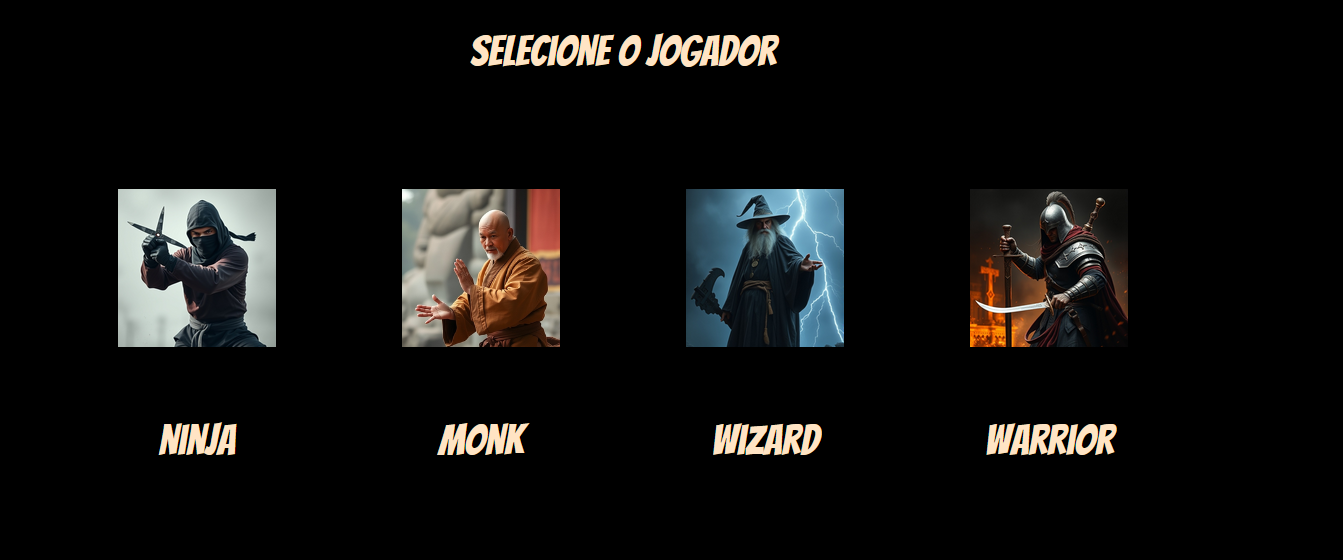 SELECIONE O JOGADOR
NINJA
MONK
WIZARD
WARRIOR